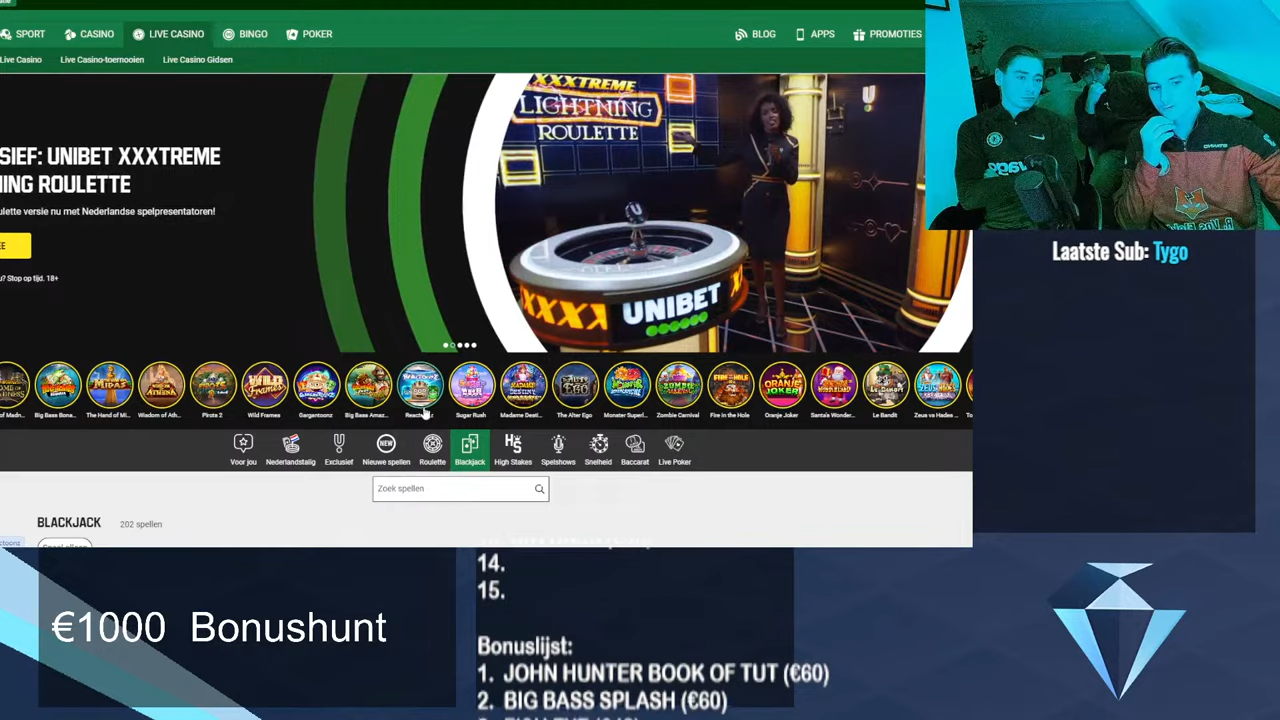 SPORT CASINO LIVE CASINO BINGO POKER BLOG APPS PROMOTIES
Live Casino Live Casino-toernooien Live Casino Gidsen
XXXTREME
LIGHTNING
ROULETTE
SIEF: UNIBET XXXTREME
ING ROULETTE
ulette versie nu met Nederlandse spelpresentatoren!
EE
u? Stop op tijd. 18+
XXXX UNIBET
Laatste Sub: Tygo
Big Bass Bona... The Hand of Mi... Wisdom of Ath... Pirots 2 Wild Frames Gargantoonz Big Bass Amaz... Sugar Rush Madame Desti... The Alter Ego Monster Superl... Zombie Carnival Fire in the Hole Oranje Joker Santa's Wonder... Le Bandit Zeus vs Hades ...
Voor jou Nederlandstalig Exclusief Nieuwe spellen Roulette Blackjack High Stakes Spelshows Snelheid Baccarat Live Poker
Zoek spellen
BLACKJACK 202 spellen
14.
15.
€1000 Bonushunt
Bonuslijst:
1. JOHN HUNTER BOOK OF TUT (€60)
2. BIG BASS SPLASH (€60)